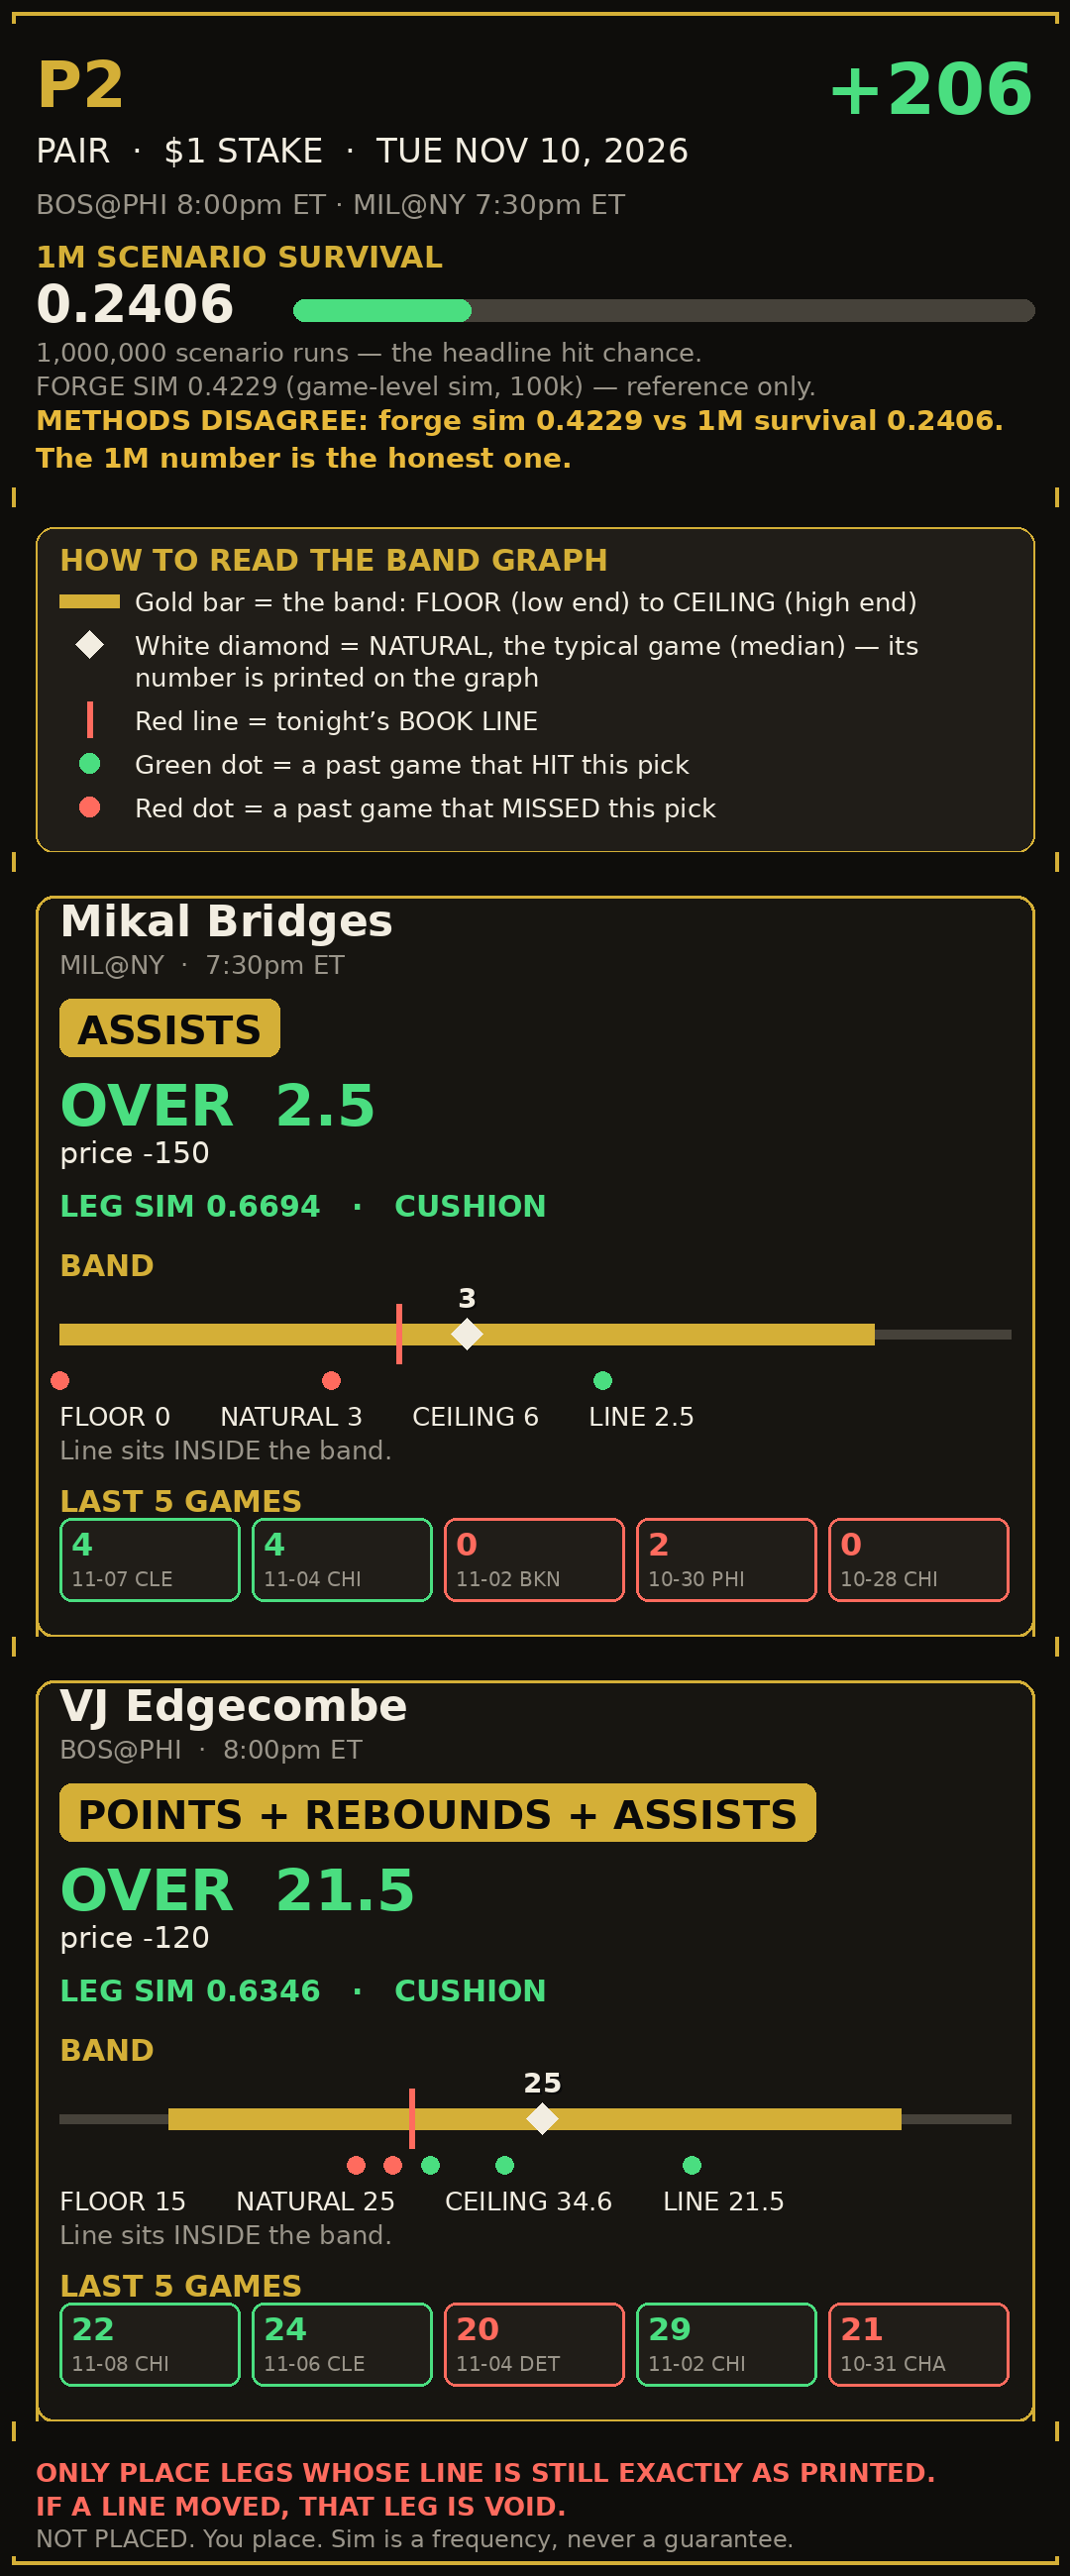 P2
+206
PAIR · $1 STAKE · TUE NOV 10, 2026
BOS@PHI 8:00pm ET · MIL@NY 7:30pm ET
1M SCENARIO SURVIVAL
0.2406
1,000,000 scenario runs — the headline hit chance.
FORGE SIM 0.4229 (game-level sim, 100k) — reference only.
METHODS DISAGREE: forge sim 0.4229 vs 1M survival 0.2406.
The 1M number is the honest one.
HOW TO READ THE BAND GRAPH
Gold bar = the band: FLOOR (low end) to CEILING (high end)
White diamond = NATURAL, the typical game (median) — its
number is printed on the graph
Red line = tonight’s BOOK LINE
Green dot = a past game that HIT this pick
Red dot = a past game that MISSED this pick
Mikal Bridges
MIL@NY · 7:30pm ET
ASSISTS
OVER 2.5
price -150
LEG SIM 0.6694 · CUSHION
BAND
3
FLOOR 0 NATURAL 3 CEILING 6 LINE 2.5
Line sits INSIDE the band.
LAST 5 GAMES
4 4 0 2 0
11-07 CLE 11-04 CHI 11-02 BKN 10-30 PHI 10-28 CHI
VJ Edgecombe
BOS@PHI · 8:00pm ET
POINTS + REBOUNDS + ASSISTS
OVER 21.5
price -120
LEG SIM 0.6346 · CUSHION
BAND
25
FLOOR 15 NATURAL 25 CEILING 34.6 LINE 21.5
Line sits INSIDE the band.
LAST 5 GAMES
22 24 20 29 21
11-08 CHI 11-06 CLE 11-04 DET 11-02 CHI 10-31 CHA
ONLY PLACE LEGS WHOSE LINE IS STILL EXACTLY AS PRINTED.
IF A LINE MOVED, THAT LEG IS VOID.
NOT PLACED. You place. Sim is a frequency, never a guarantee.